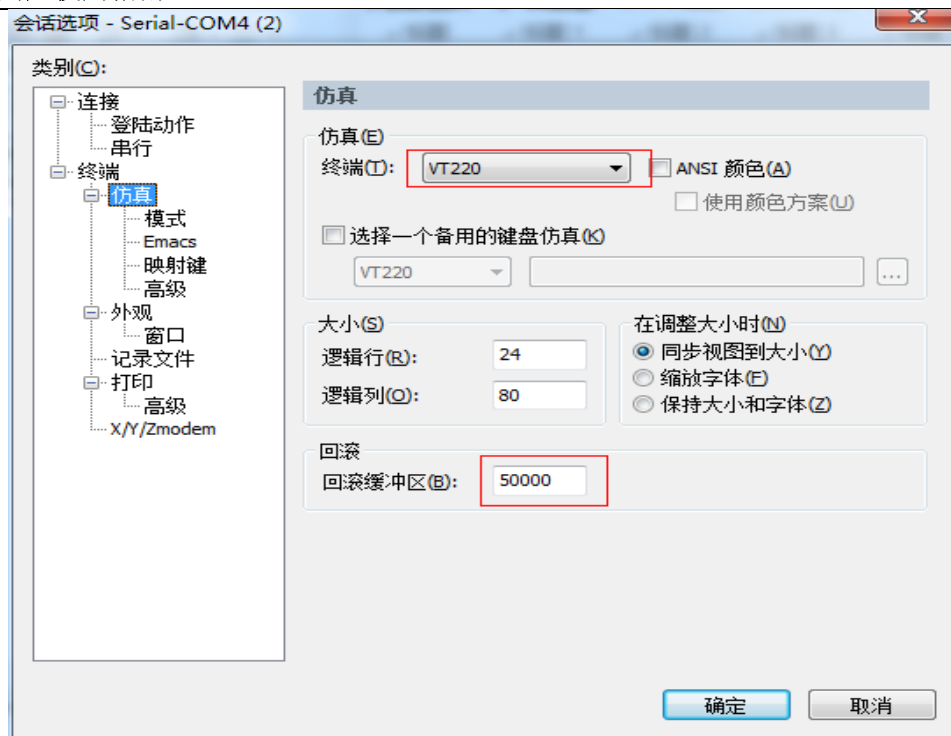 会话选项 - Serial-COM4 (2)
类别(C):
连接
登陆动作
串行
终端
仿真
模式
Emacs
映射键
高级
外观
窗口
记录文件
打印
高级
X/Y/Zmodem
仿真
仿真(E)
终端(T): VT220 ANSI 颜色(A)
使用颜色方案(U)
选择一个备用的键盘仿真(K)
VT220 ...
大小(S)
逻辑行(R): 24
逻辑列(O): 80
在调整大小时(N)
同步视图到大小(Y)
缩放字体(F)
保持大小和字体(Z)
回滚
回滚缓冲区(B): 50000
确定 取消